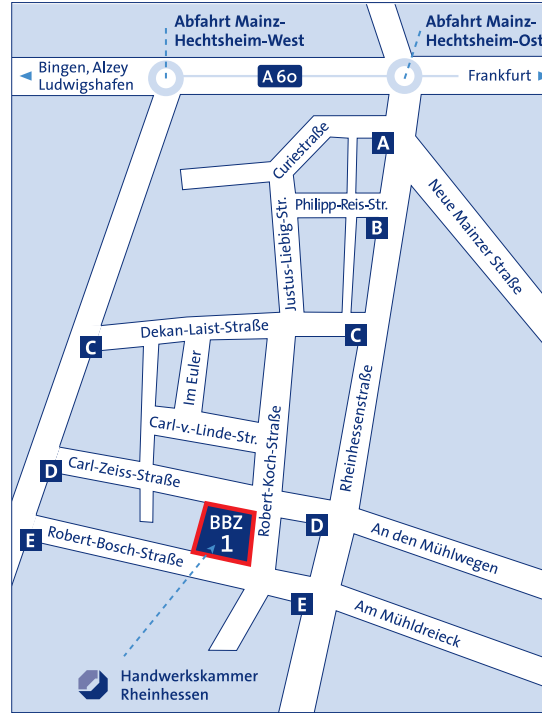 Abfahrt Mainz-
Hechtsheim-West
Abfahrt Mainz-
Hechtsheim-Ost
Bingen, Alzey
Ludwigshafen
A 60
Frankfurt
Curiestraße
A
Neue Mainzer Straße
Philipp-Reis-Str.
B
Justus-Liebig-Str.
Dekan-Laist-Straße
C
C
Im Euler
Carl-v.-Linde-Str.
Robert-Koch-Straße
Rheinhessenstraße
Carl-Zeiss-Straße
D
D
BBZ
1
An den Mühlwegen
E
Robert-Bosch-Straße
E
Am Mühldreieck
Handwerkskammer
Rheinhessen